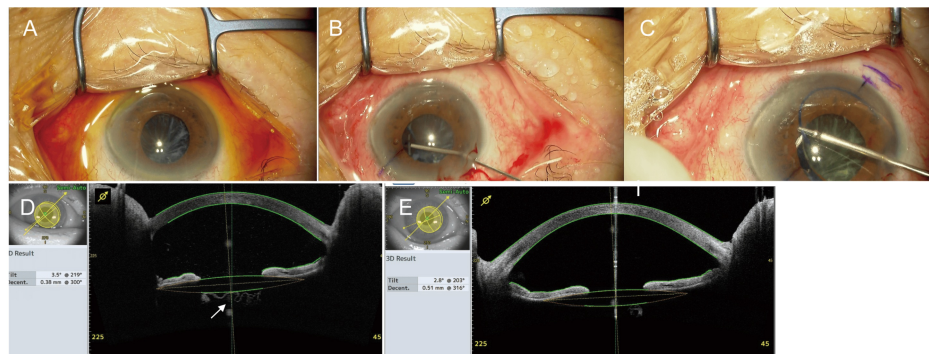 A
B
C
D
E
D Result
Tilt 3.5° @ 219°
Decent. 0.38 mm @ 300°
225
45
3D Result
Tilt 2.8° @ 203°
Decent. 0.51 mm @ 316°
225
45